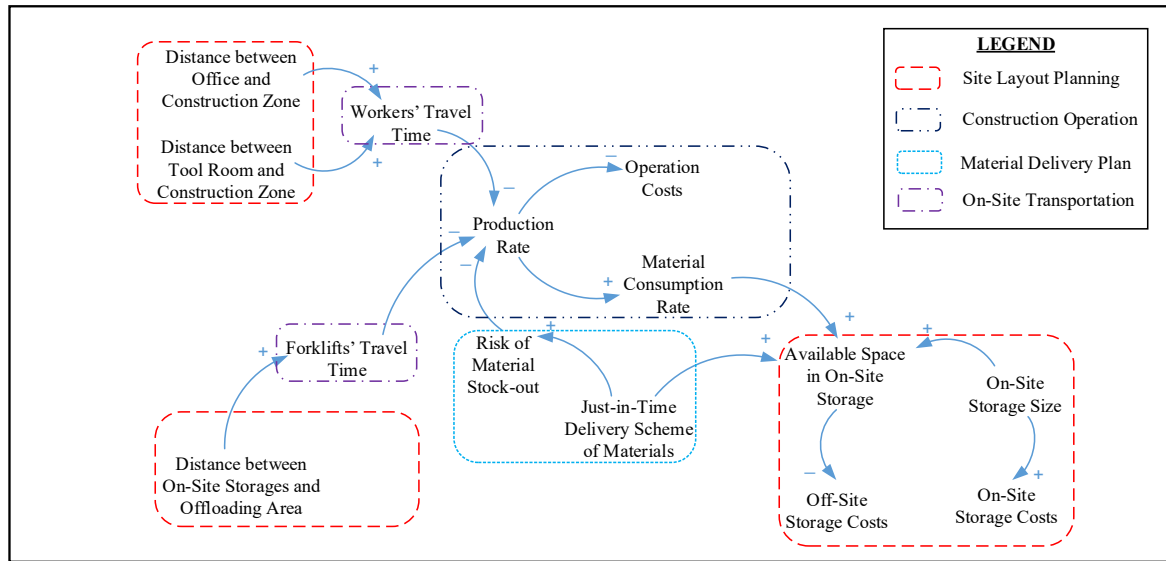 Distance between
Office and
Construction Zone
+
Workers’ Travel
Time
Distance between
Tool Room and
Construction Zone
+
–
Operation
Costs
–
Production
Rate
–
–
Material
Consumption
Rate
+
+
Forklifts’ Travel
Time
+
Risk of
Material
Stock-out
+
Just-in-Time
Delivery Scheme
of Materials
+
Available Space
in On-Site
Storage
+
On-Site
Storage Size
Distance between
On-Site Storages and
Offloading Area
–
Off-Site
Storage Costs
+
On-Site
Storage Costs
LEGEND
Site Layout Planning
Construction Operation
Material Delivery Plan
On-Site Transportation